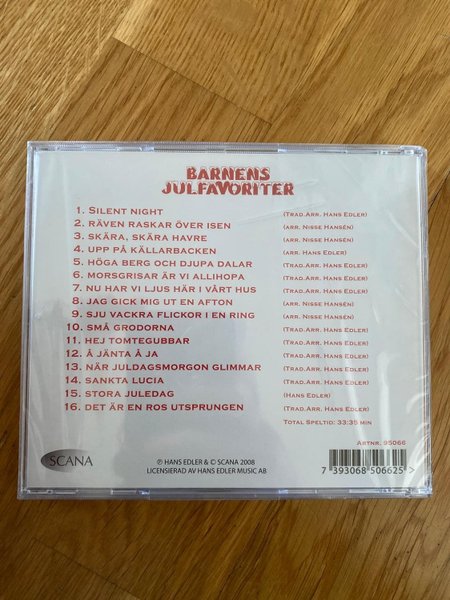 BARNENS
JULFAVORITER
1. SILENT NIGHT (TRAD.ARR. HANS EDLER)
2. RÄVEN RASKAR ÖVER ISEN (ARR. NISSE HANSÉN)
3. SKÄRA, SKÄRA HAVRE (ARR. NISSE HANSÉN)
4. UPP PÅ KÄLLARBACKEN (ARR. HANS EDLER)
5. HÖGA BERG OCH DJUPA DALAR (TRAD.ARR. HANS EDLER)
6. MORSGRISAR ÄR VI ALLIHOPA (TRAD.ARR. HANS EDLER)
7. NU HAR VI LJUS HÄR I VÅRT HUS (TRAD.ARR. HANS EDLER)
8. JAG GICK MIG UT EN AFTON (ARR. NISSE HANSÉN)
9. SJU VACKRA FLICKOR I EN RING (ARR. NISSE HANSÉN)
10. SMÅ GRODORNA (TRAD.ARR. HANS EDLER)
11. HEJ TOMTEGUBBAR (TRAD.ARR. HANS EDLER)
12. Å JÄNTA Å JA (TRAD.ARR. HANS EDLER)
13. NÄR JULDAGSMORGON GLIMMAR (TRAD.ARR. HANS EDLER)
14. SANKTA LUCIA (TRAD.ARR. HANS EDLER)
15. STORA JULEDAG (HANS EDLER)
16. DET ÄR EN ROS UTSPRUNGEN (TRAD.ARR. HANS EDLER)
TOTAL SPELTID: 33:35 MIN
ARTNR. 95066
SCANA
℗ HANS EDLER & © SCANA 2008
LICENSIERAD AV HANS EDLER MUSIC AB
7 393068 506625 >